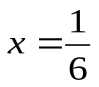 x = 1/6